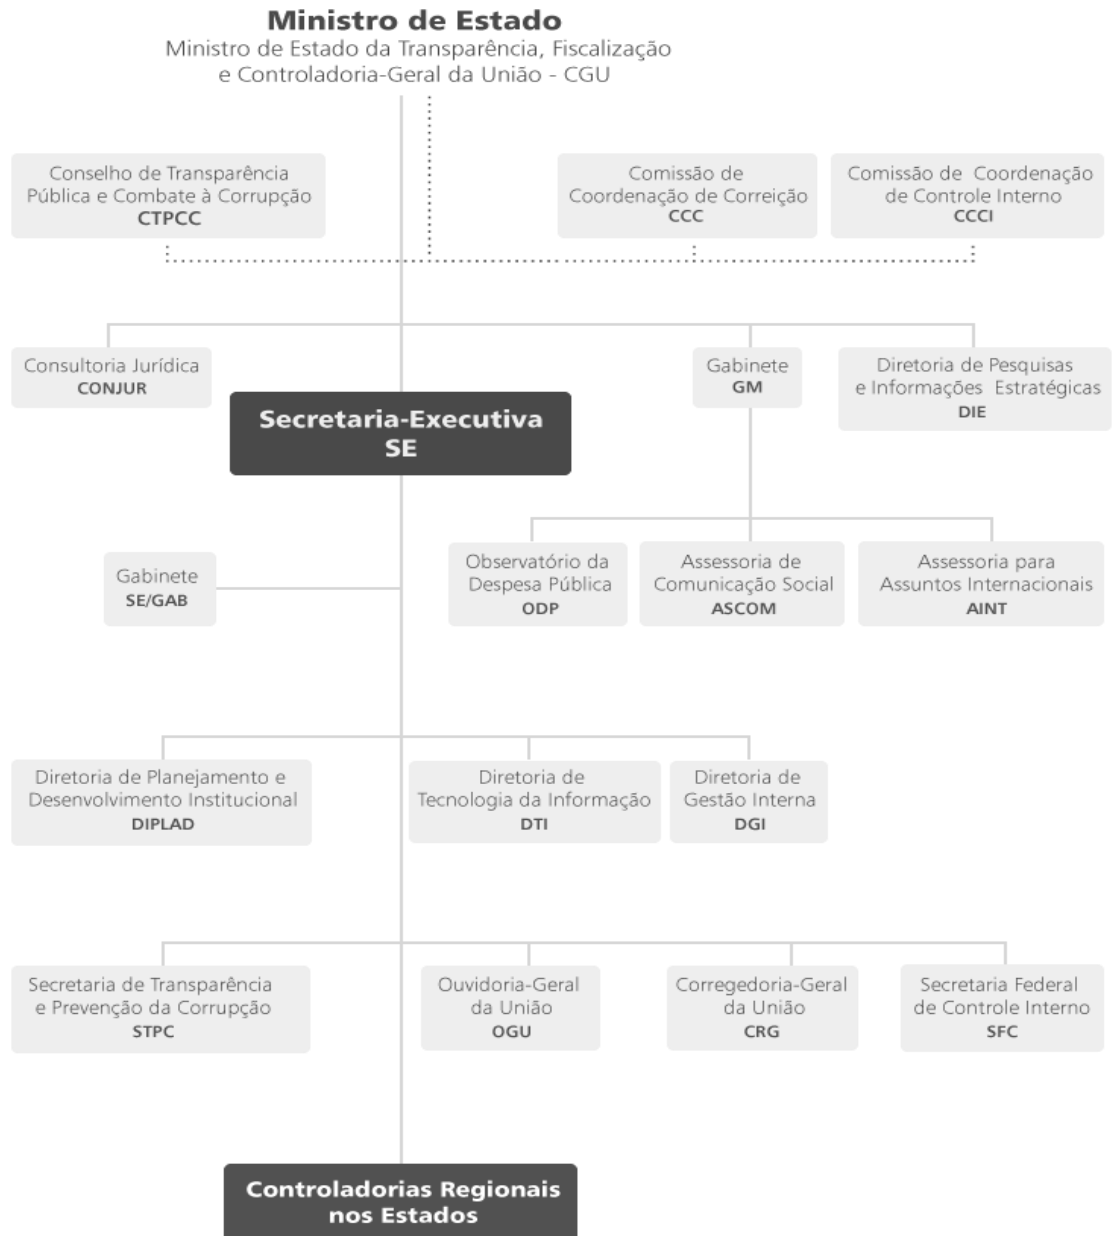 Ministro de Estado
Ministro de Estado da Transparência, Fiscalização
e Controladoria-Geral da União - CGU
Conselho de Transparência
Pública e Combate à Corrupção
CTPCC
Comissão de
Coordenação de Correição
CCC
Comissão de Coordenação
de Controle Interno
CCCI
Consultoria Jurídica
CONJUR
Secretaria-Executiva
SE
Gabinete
GM
Diretoria de Pesquisas
e Informações Estratégicas
DIE
Gabinete
SE/GAB
Observatório da
Despesa Pública
ODP
Assessoria de
Comunicação Social
ASCOM
Assessoria para
Assuntos Internacionais
AINT
Diretoria de Planejamento e
Desenvolvimento Institucional
DIPLAD
Diretoria de
Tecnologia da Informação
DTI
Diretoria de
Gestão Interna
DGI
Secretaria de Transparência
e Prevenção da Corrupção
STPC
Ouvidoria-Geral
da União
OGU
Corregedoria-Geral
da União
CRG
Secretaria Federal
de Controle Interno
SFC
Controladorias Regionais
nos Estados